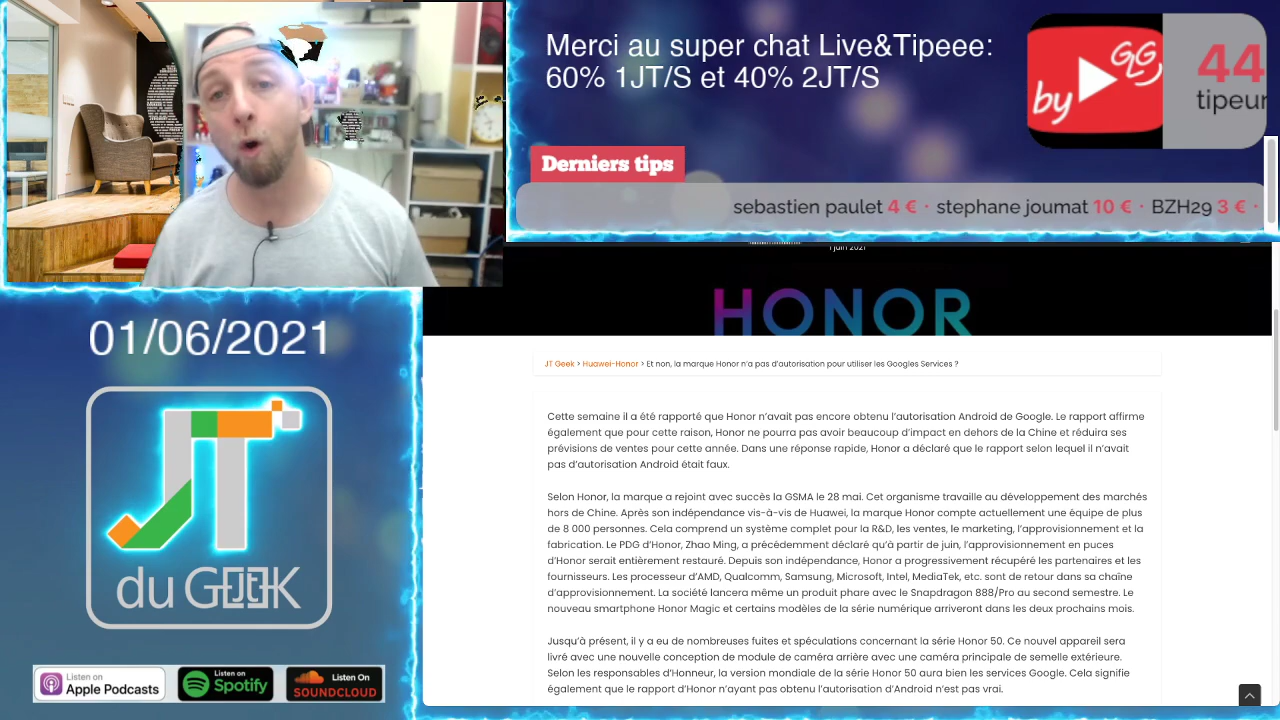 Merci au super chat Live&Tipeee:
60% 1JT/S et 40% 2JT/S
by GG
44
tipeur
Derniers tips
sebastien paulet 4 € · stephane joumat 10 € · BZH29 3 € ·
1 juin 2021
HONOR
01/06/2021
JT
du GEEK
Listen on
Apple Podcasts
Listen on
Spotify
Listen On
SOUNDCLOUD
JT Geek > Huawei-Honor > Et non, la marque Honor n'a pas d'autorisation pour utiliser les Googles Services ?
Cette semaine il a été rapporté que Honor n'avait pas encore obtenu l'autorisation Android de Google. Le rapport affirme
également que pour cette raison, Honor ne pourra pas avoir beaucoup d'impact en dehors de la Chine et réduira ses
prévisions de ventes pour cette année. Dans une réponse rapide, Honor a déclaré que le rapport selon lequel il n'avait
pas d'autorisation Android était faux.
Selon Honor, la marque a rejoint avec succès la GSMA le 28 mai. Cet organisme travaille au développement des marchés
hors de Chine. Après son indépendance vis-à-vis de Huawei, la marque Honor compte actuellement une équipe de plus
de 8 000 personnes. Cela comprend un système complet pour la R&D, les ventes, le marketing, l'approvisionnement et la
fabrication. Le PDG d'Honor, Zhao Ming, a précédemment déclaré qu'à partir de juin, l'approvisionnement en puces
d'Honor serait entièrement restauré. Depuis son indépendance, Honor a progressivement récupéré les partenaires et les
fournisseurs. Les processeur d'AMD, Qualcomm, Samsung, Microsoft, Intel, MediaTek, etc. sont de retour dans sa chaîne
d'approvisionnement. La société lancera même un produit phare avec le Snapdragon 888/Pro au second semestre. Le
nouveau smartphone Honor Magic et certains modèles de la série numérique arriveront dans les deux prochains mois.
Jusqu'à présent, il y a eu de nombreuses fuites et spéculations concernant la série Honor 50. Ce nouvel appareil sera
livré avec une nouvelle conception de module de caméra arrière avec une caméra principale de semelle extérieure.
Selon les responsables d'Honneur, la version mondiale de la série Honor 50 aura bien les services Google. Cela signifie
également que le rapport d'Honor n'ayant pas obtenu l'autorisation d'Android n'est pas vrai.